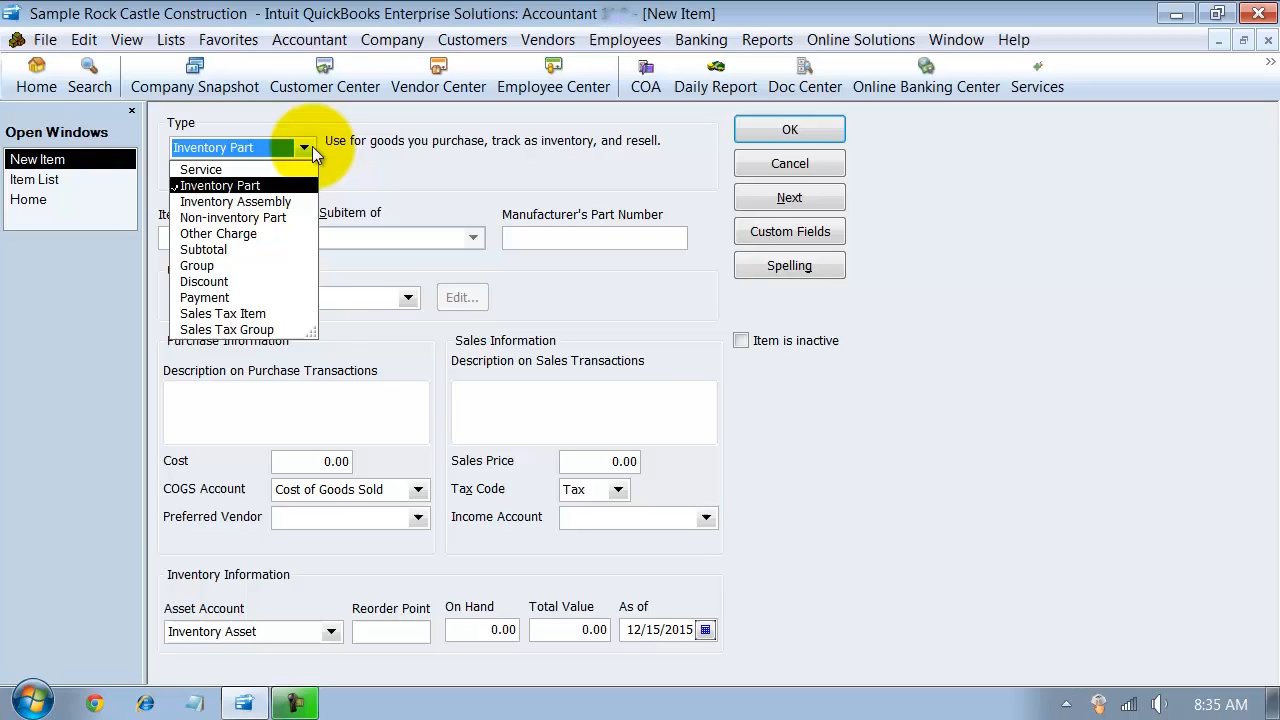 Sample Rock Castle Construction - Intuit QuickBooks Enterprise Solutions: Accountant - [New Item]
File Edit View Lists Favorites Accountant Company Customers Vendors Employees Banking Reports Online Solutions Window Help
Home Search Company Snapshot Customer Center Vendor Center Employee Center COA Daily Report Doc Center Online Banking Center Services
Open Windows
New Item
Item List
Home
Type
Inventory Part
Use for goods you purchase, track as inventory, and resell.
Service
Inventory Part
Inventory Assembly
Non-inventory Part
Other Charge
Subtotal
Group
Discount
Payment
Sales Tax Item
Sales Tax Group
Subitem of
Manufacturer's Part Number
Edit...
OK
Cancel
Next
Custom Fields
Spelling
Item is inactive
Purchase Information
Description on Purchase Transactions
Cost 0.00
COGS Account Cost of Goods Sold
Preferred Vendor
Sales Information
Description on Sales Transactions
Sales Price 0.00
Tax Code Tax
Income Account
Inventory Information
Asset Account Reorder Point On Hand Total Value As of
Inventory Asset 0.00 0.00 12/15/2015
8:35 AM